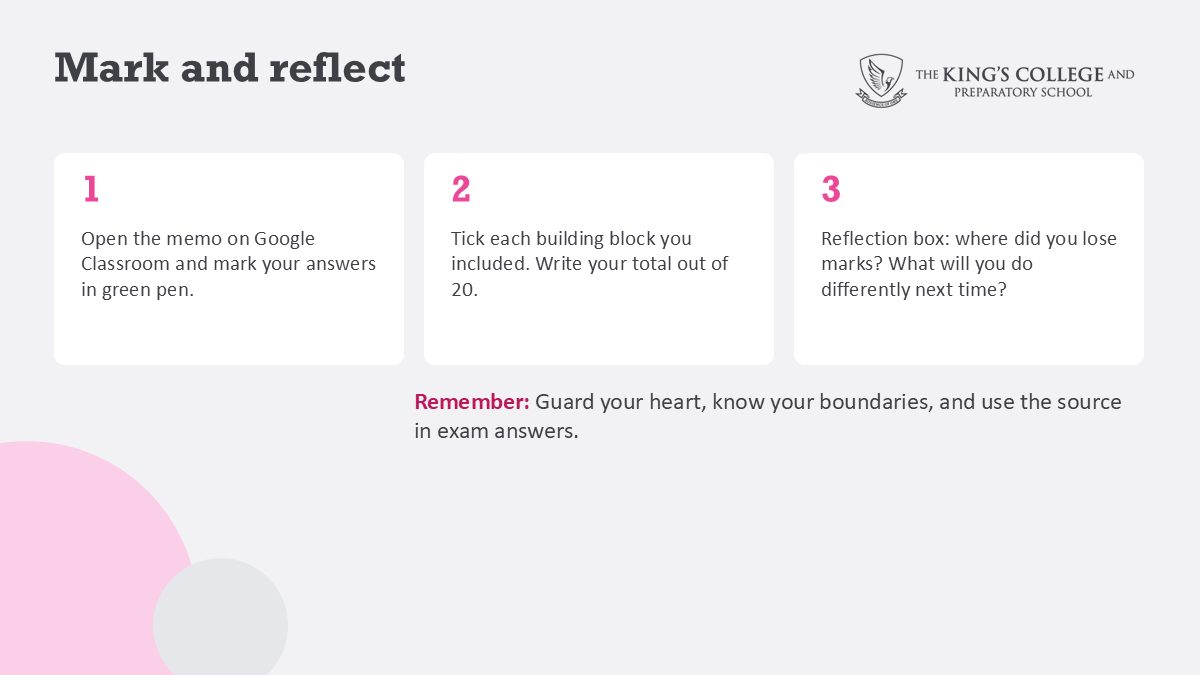 Mark and reflect
THE KING'S COLLEGE AND
PREPARATORY SCHOOL
1
Open the memo on Google
Classroom and mark your answers
in green pen.
2
Tick each building block you
included. Write your total out of
20.
3
Reflection box: where did you lose
marks? What will you do
differently next time?
Remember: Guard your heart, know your boundaries, and use the source
in exam answers.